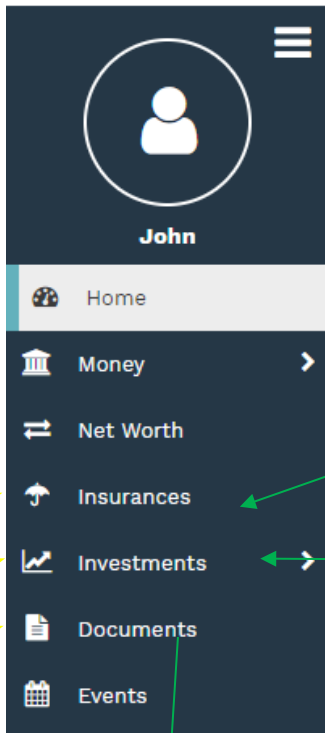 John
Home
Money
Net Worth
Insurances
Investments
Documents
Events